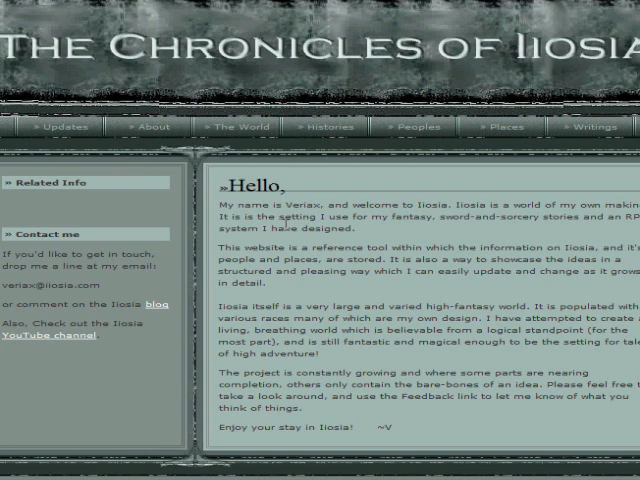 The Chronicles of Iiosia
» Updates » About » The World » Histories » Peoples » Places » Writings
» Related Info
» Contact me
If you'd like to get in touch,
drop me a line at my email:
veriax@iiosia.com
or comment on the Iiosia blog
Also, Check out the Iiosia
YouTube channel.
»Hello,
My name is Veriax, and welcome to Iiosia. Iiosia is a world of my own makin
It is is the setting I use for my fantasy, sword-and-sorcery stories and an RP
system I have designed.
This website is a reference tool within which the information on Iiosia, and it's
people and places, are stored. It is also a way to showcase the ideas in a
structured and pleasing way which I can easily update and change as it grows
in detail.
Iiosia itself is a very large and varied high-fantasy world. It is populated with
various races many of which are my own design. I have attempted to create a
living, breathing world which is believable from a logical standpoint (for the
most part), and is still fantastic and magical enough to be the setting for tale
of high adventure!
The project is constantly growing and where some parts are nearing
completion, others only contain the bare-bones of an idea. Please feel free t
take a look around, and use the Feedback link to let me know of what you
think of things.
Enjoy your stay in Iiosia! ~V